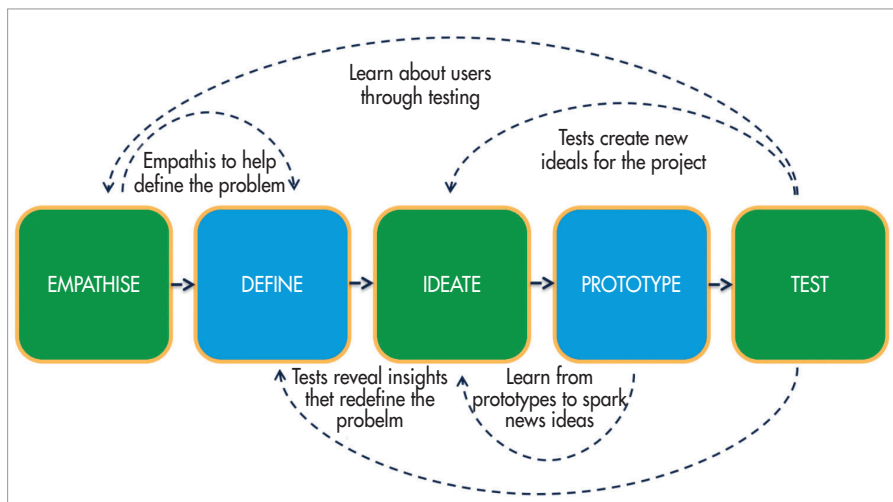 Learn about users
through testing
Tests create new
ideals for the project
Empathis to help
define the problem
EMPATHISE
DEFINE
IDEATE
PROTOTYPE
TEST
Tests reveal insights
thet redefine the
probelm
Learn from
prototypes to spark
news ideas